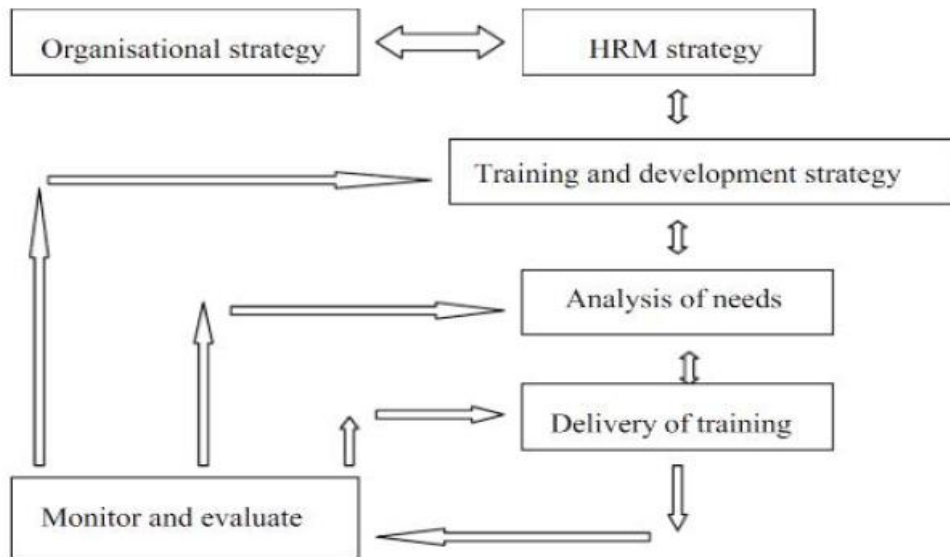 Organisational strategy
HRM strategy
Training and development strategy
Analysis of needs
Delivery of training
Monitor and evaluate